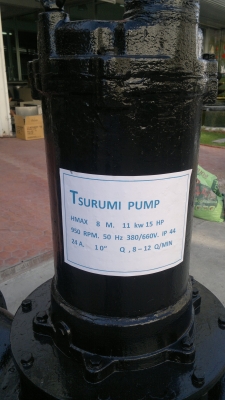 TSURUMI PUMP
HMAX 8 M. 11 kw 15 HP
950 RPM. 50 Hz 380/660V. IP 44
24 A. 10" Q, 8–12 Q/MIN